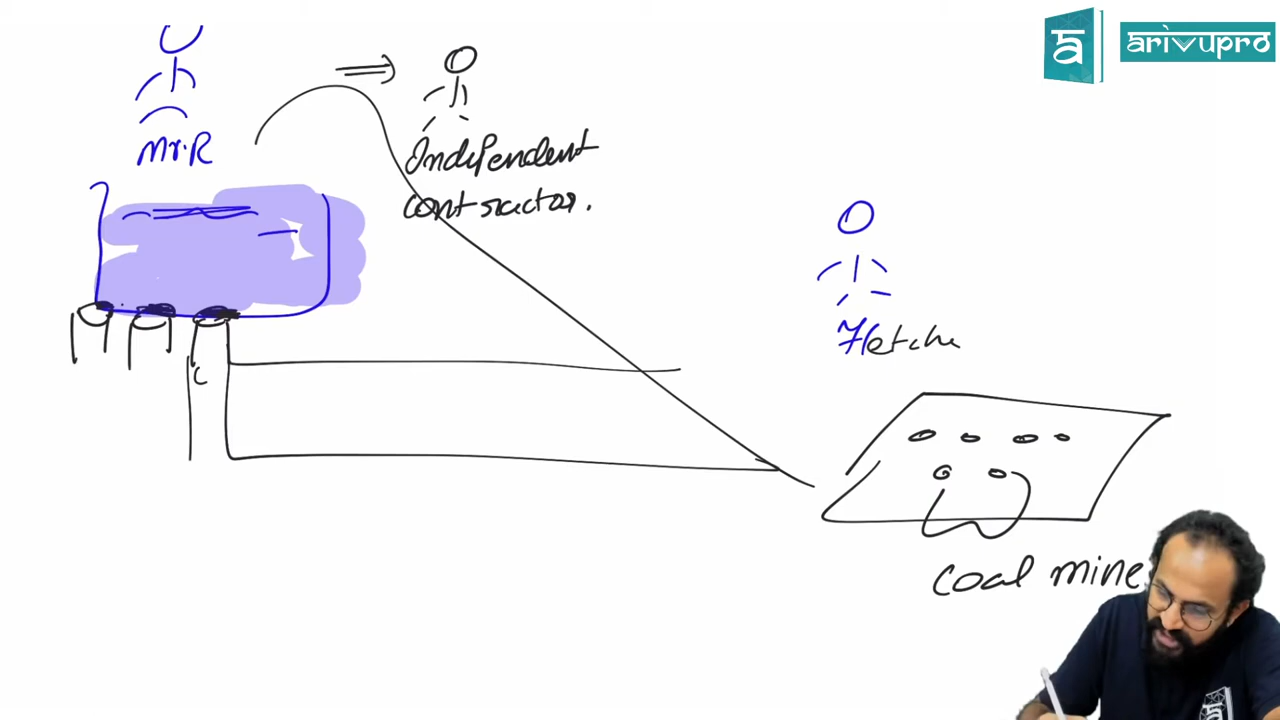 ARIVUPRO
Mr.R
Independent
contractor.
Fletche
C
coal mine